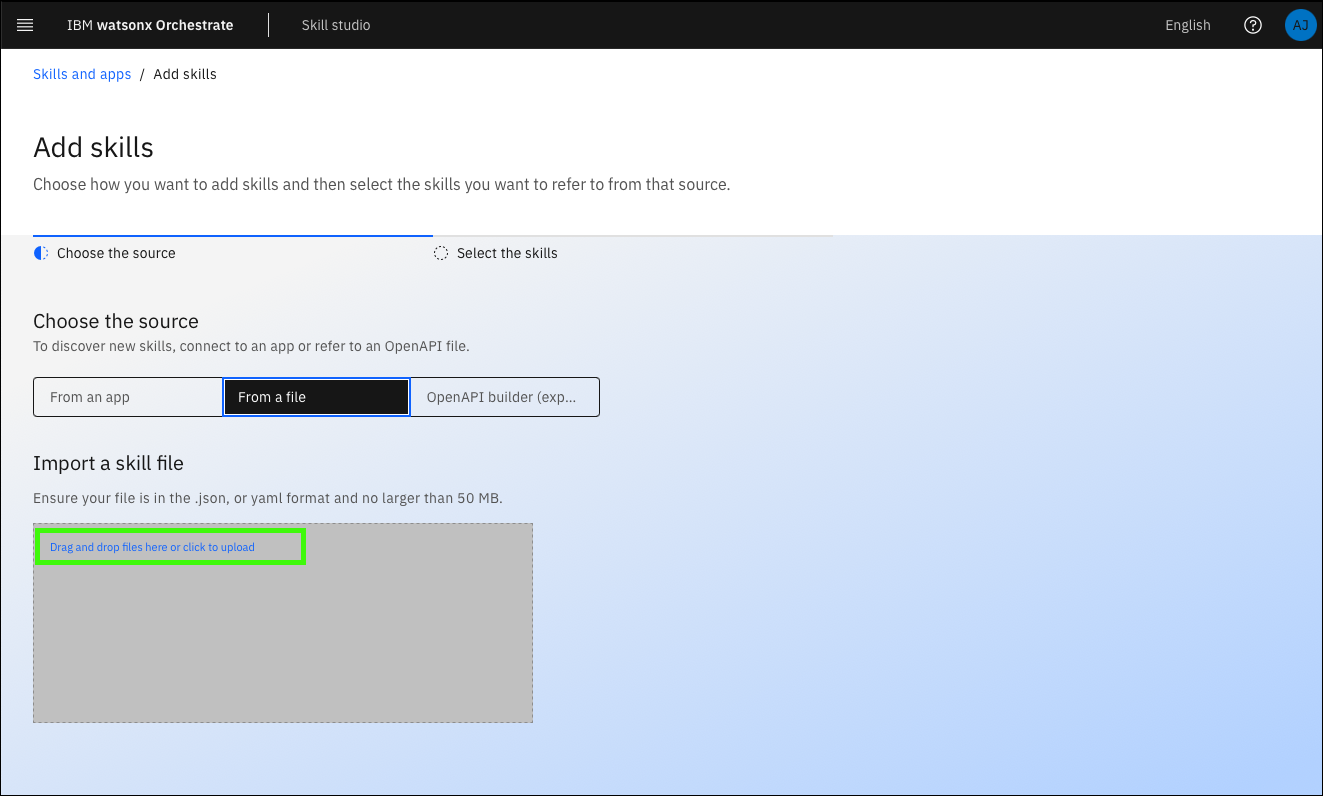 IBM watsonx Orchestrate
Skill studio
English
AJ
Skills and apps / Add skills
Add skills
Choose how you want to add skills and then select the skills you want to refer to from that source.
Choose the source
Select the skills
Choose the source
To discover new skills, connect to an app or refer to an OpenAPI file.
From an app
From a file
OpenAPI builder (exp...
Import a skill file
Ensure your file is in the .json, or yaml format and no larger than 50 MB.
Drag and drop files here or click to upload